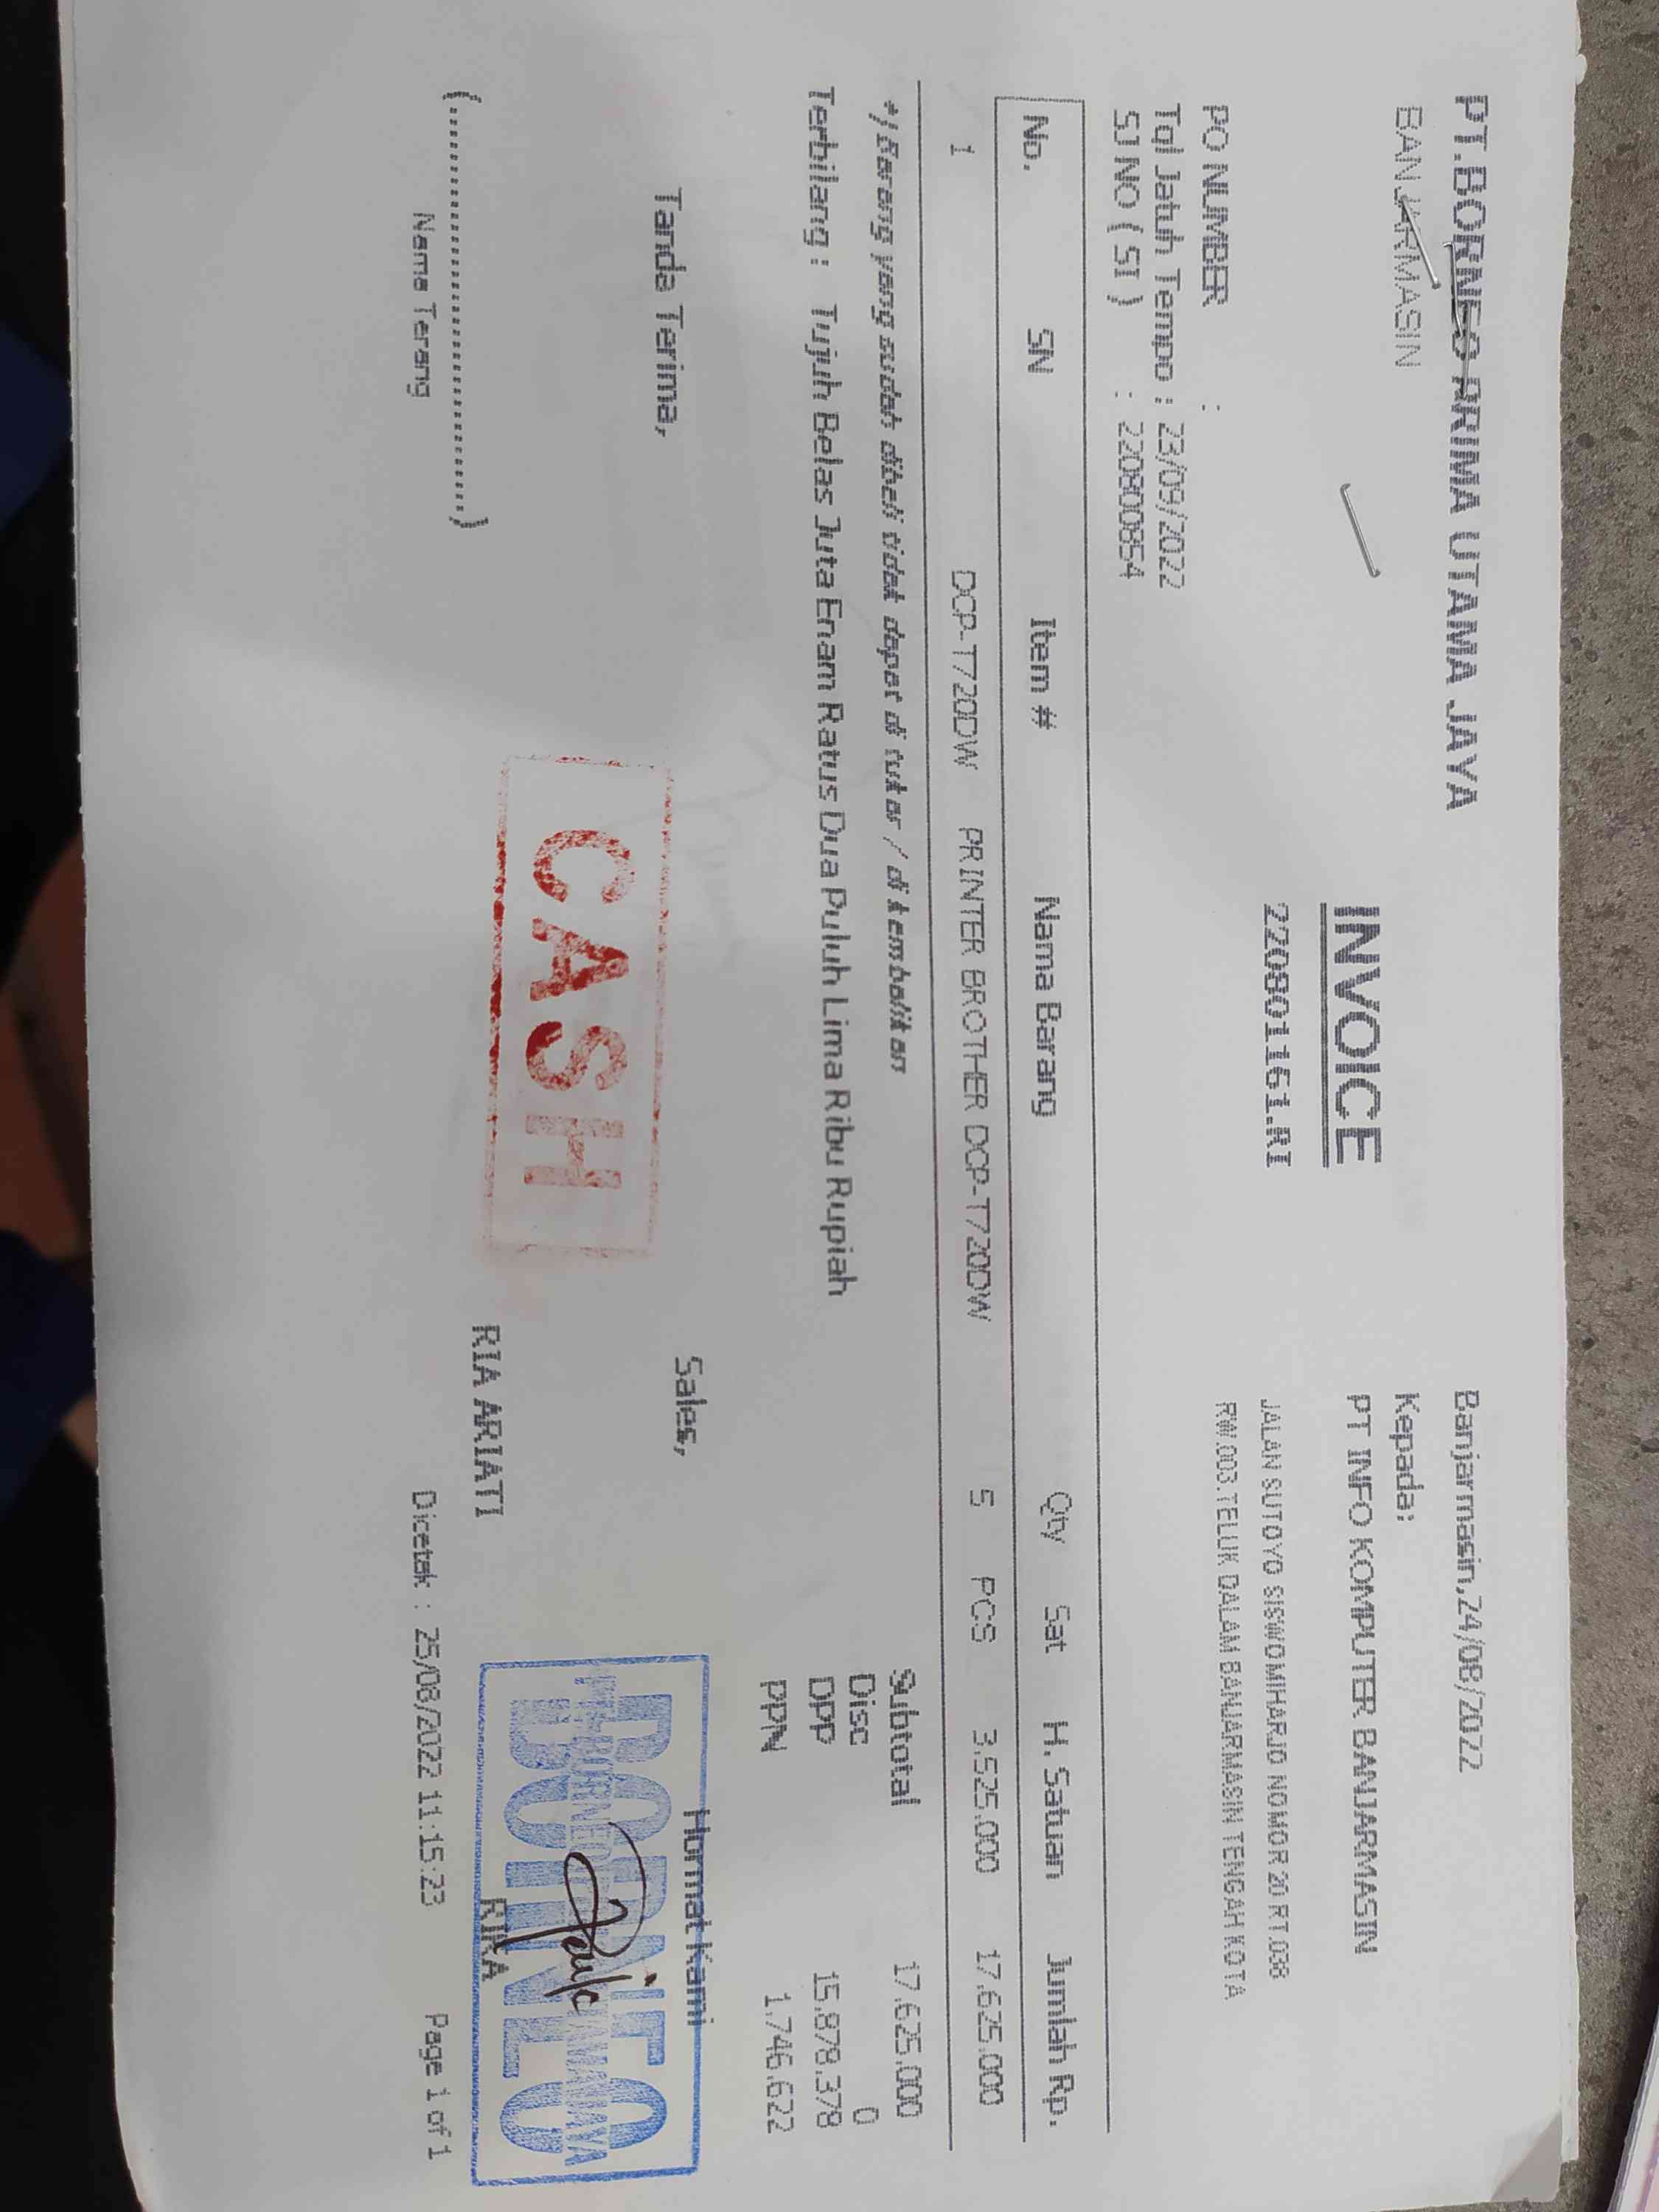 PT.BORNEO PRIMA UTAMA JAYA
BANJARMASIN
INVOICE
220801161.RI
Banjarmasin,24/08/2022
Kepada:
PT INFO KOMPUTER BANJARMASIN
JALAN SUTOYO SISWOMIHARJO NOMOR 20 RT.038
RW.003.TELUK DALAM BANJARMASIN TENGAH KOTA
PO NUMBER :
Tgl Jatuh Tempo : 23/09/2022
SI NO ( SI ) : 220800854
No. SN Item # Nama Barang Qty Sat H. Satuan Jumlah Rp.
1 DCP-T720DW PRINTER BROTHER DCP-T720DW 5 PCS 3.525.000 17.625.000
*) Barang yang sudah dibeli tidak dapat di tukar / di kembalikan
Terbilang : Tujuh Belas Juta Enam Ratus Dua Puluh Lima Ribu Rupiah
Subtotal 17.625.000
Disc 0
DPP 15.878.378
PPN 1.746.622
Tanda Terima,
Sales,
Hormat Kami
CASH
BORNEO
(......................................)
RIA ARIATI
RIKA
Nama Terang
Dicetak : 25/08/2022 11:15:23 Page 1 of 1